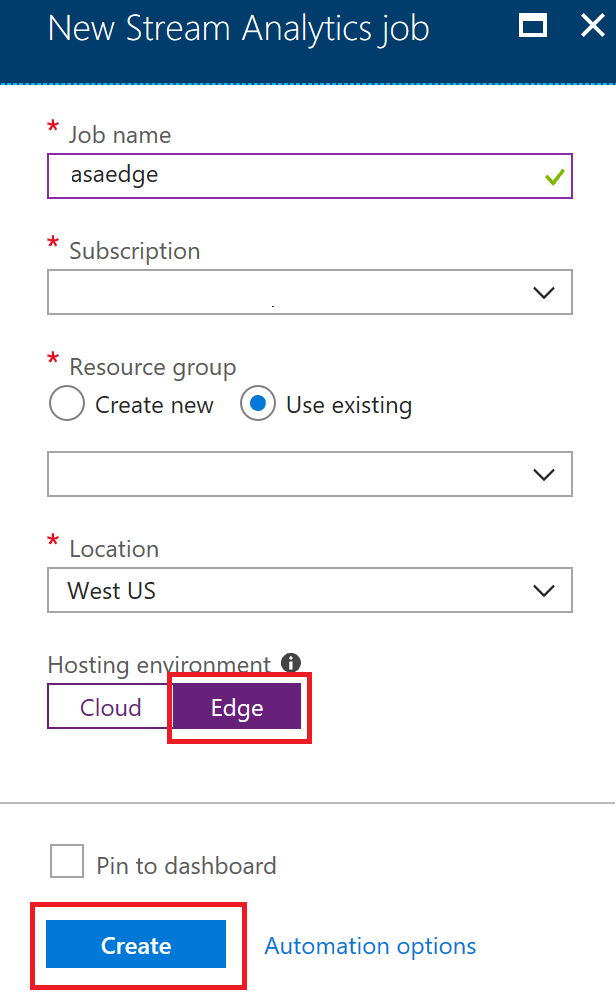 New Stream Analytics job
* Job name
asaedge
* Subscription
* Resource group
Create new Use existing
* Location
West US
Hosting environment
Cloud Edge
Pin to dashboard
Create Automation options